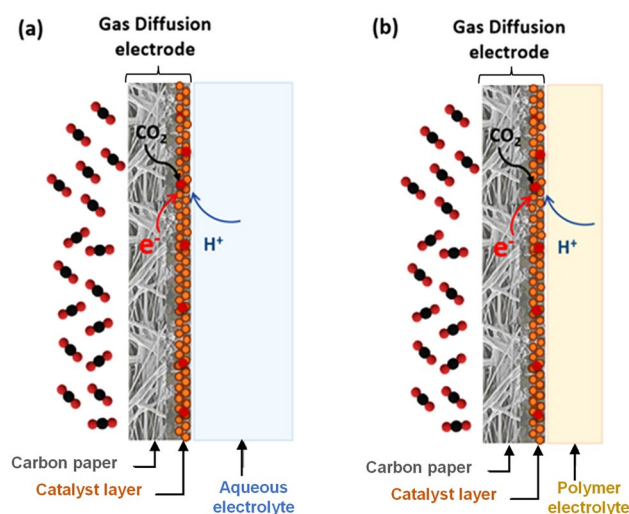 (a)
Gas Diffusion
electrode
CO2
e-
H+
Carbon paper
Catalyst layer
Aqueous
electrolyte
(b)
Gas Diffusion
electrode
CO2
e-
H+
Carbon paper
Catalyst layer
Polymer
electrolyte